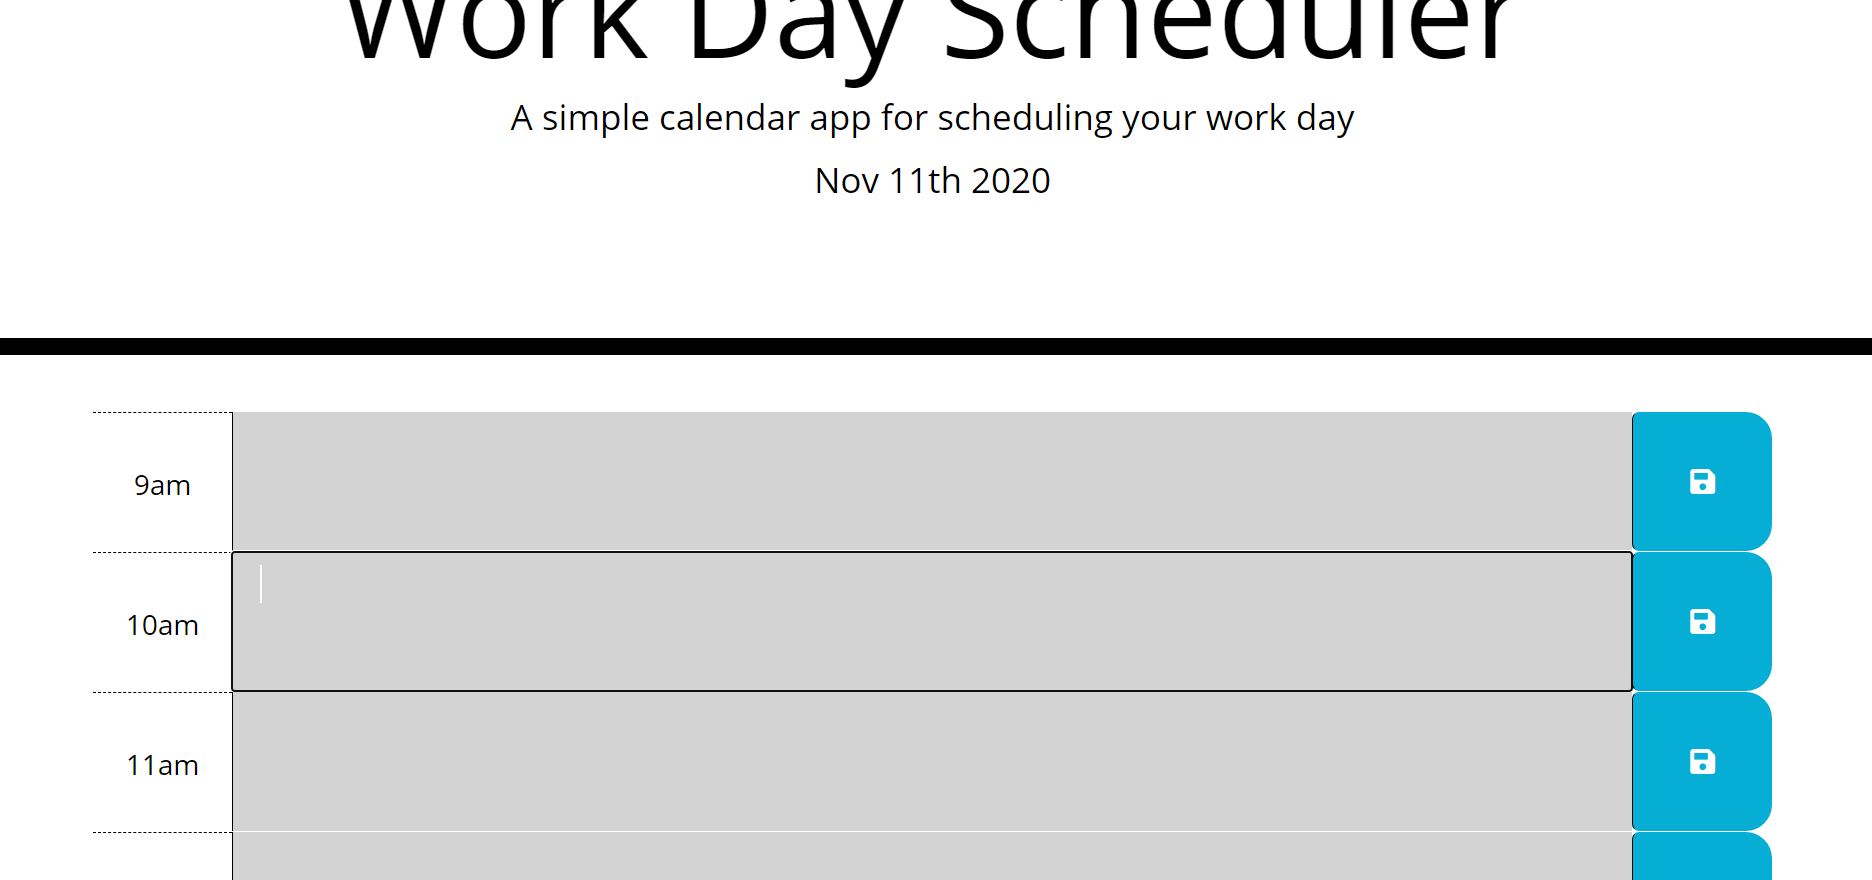 Work Day Scheduler
A simple calendar app for scheduling your work day
Nov 11th 2020
9am
10am
11am